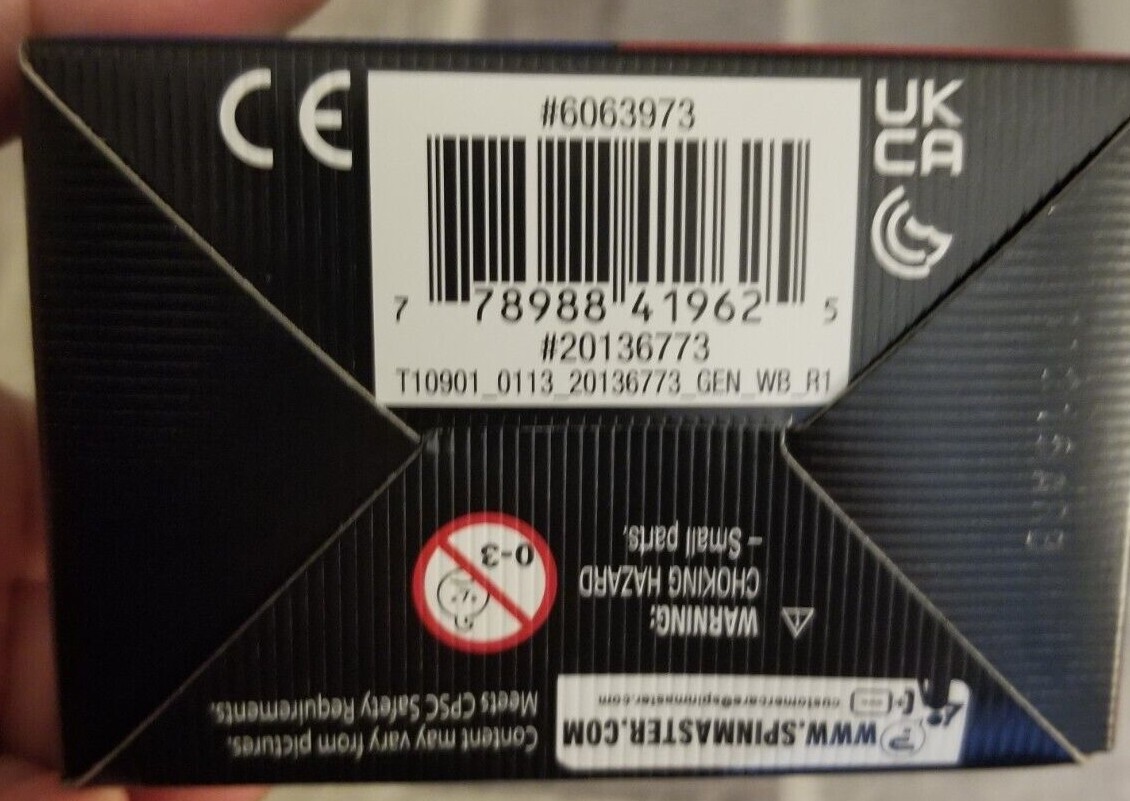 CE
#6063973
UK
CA
7 78988 41962 5
#20136773
T10901_0113_20136773_GEN_WB_R1
WWW.SPINMASTER.COM
customercare@spinmaster.com
Content may vary from pictures.
Meets CPSC Safety Requirements.
WARNING:
CHOKING HAZARD
– Small parts.
0-3